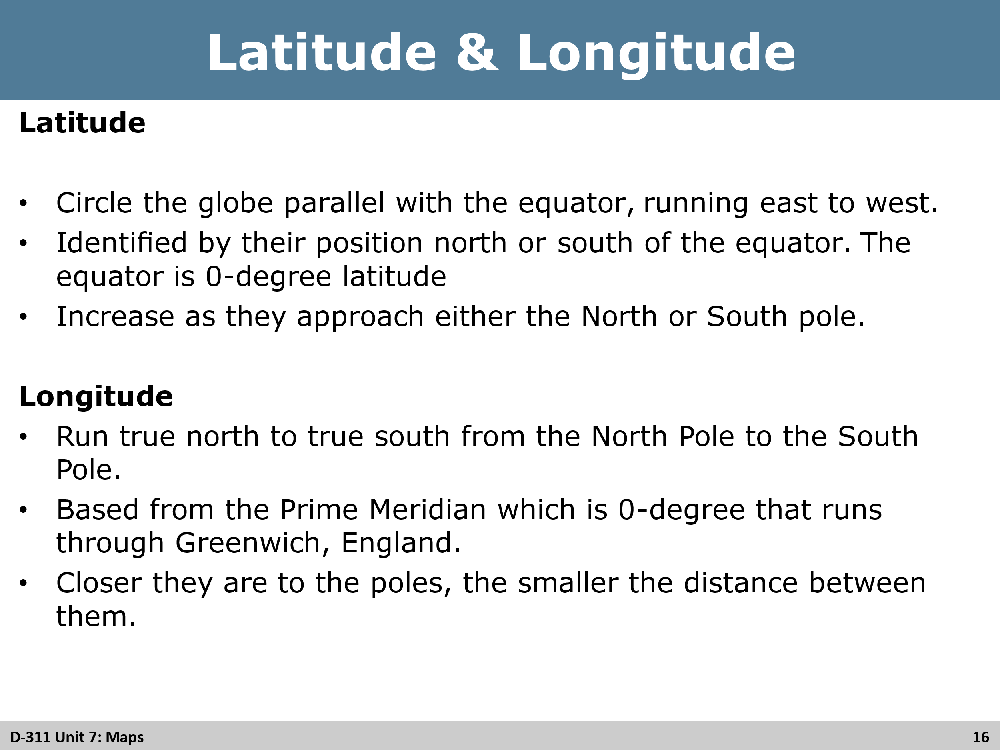 Latitude & Longitude
Latitude
• Circle the globe parallel with the equator, running east to west.
• Identified by their position north or south of the equator. The
equator is 0-degree latitude
• Increase as they approach either the North or South pole.
Longitude
• Run true north to true south from the North Pole to the South
Pole.
• Based from the Prime Meridian which is 0-degree that runs
through Greenwich, England.
• Closer they are to the poles, the smaller the distance between
them.
D-311 Unit 7: Maps 16